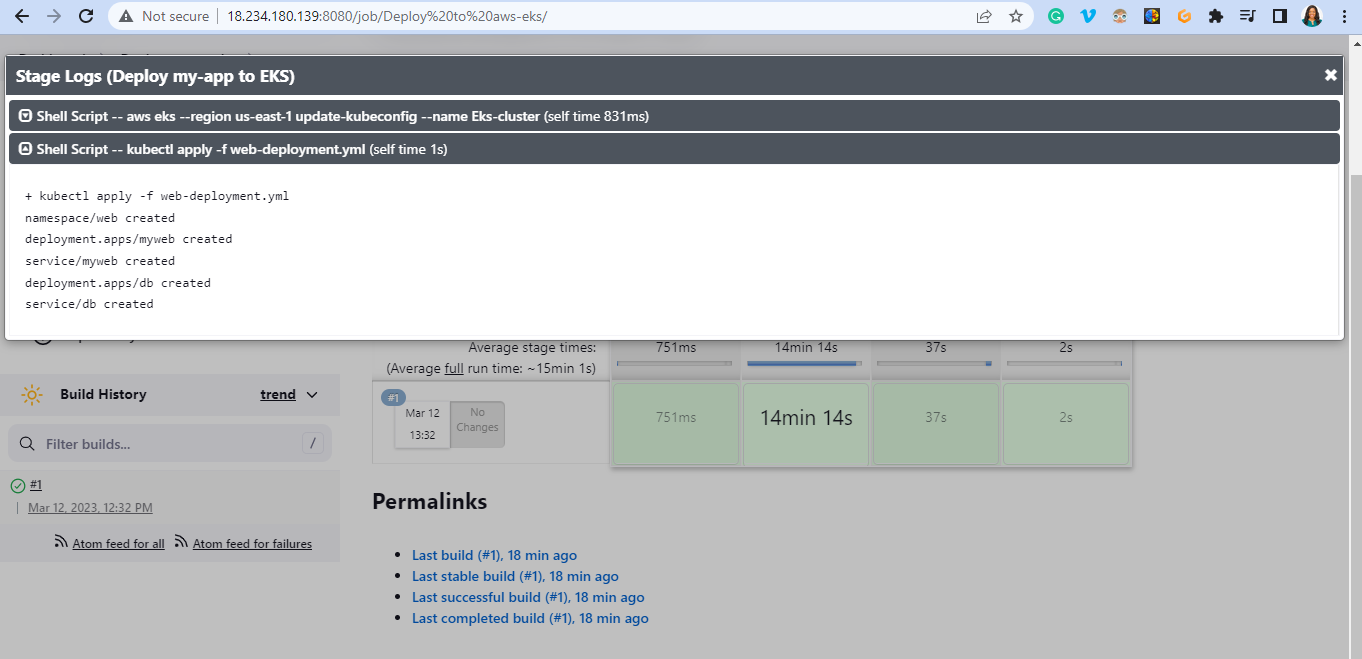 Not secure 18.234.180.139:8080/job/Deploy%20to%20aws-eks/
Stage Logs (Deploy my-app to EKS)
Shell Script -- aws eks --region us-east-1 update-kubeconfig --name Eks-cluster (self time 831ms)
Shell Script -- kubectl apply -f web-deployment.yml (self time 1s)
+ kubectl apply -f web-deployment.yml
namespace/web created
deployment.apps/myweb created
service/myweb created
deployment.apps/db created
service/db created
Average stage times: 751ms 14min 14s 37s 2s
(Average full run time: ~15min 1s)
Build History trend
Filter builds... /
#1
Mar 12, 2023, 12:32 PM
Atom feed for all Atom feed for failures
#1
Mar 12
13:32
No
Changes
751ms 14min 14s 37s 2s
Permalinks
Last build (#1), 18 min ago
Last stable build (#1), 18 min ago
Last successful build (#1), 18 min ago
Last completed build (#1), 18 min ago